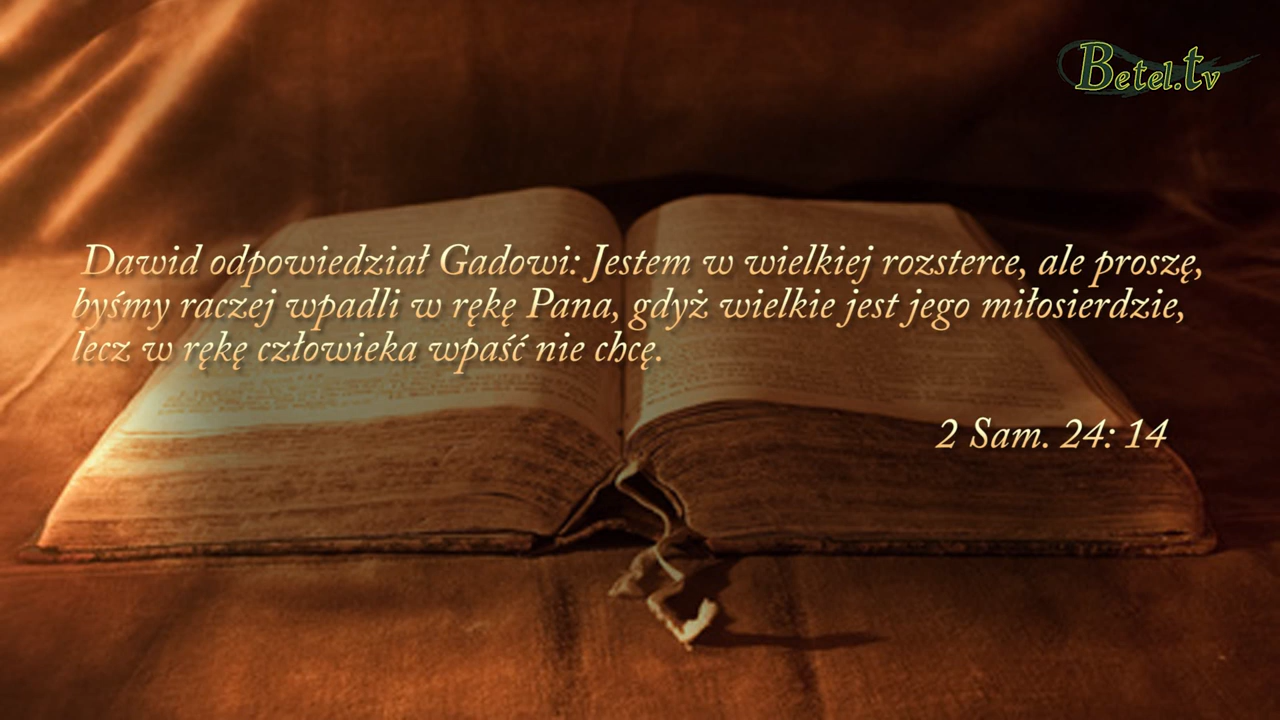 Betel.tv
Dawid odpowiedział Gadowi: Jestem w wielkiej rozsterce, ale proszę,
byśmy raczej wpadli w rękę Pana, gdyż wielkie jest jego miłosierdzie,
lecz w rękę człowieka wpaść nie chcę.
2 Sam. 24: 14